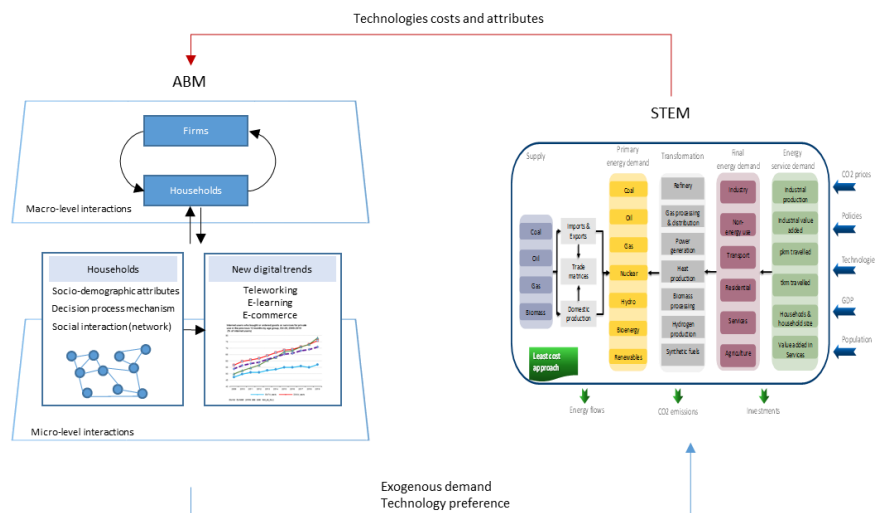 Technologies costs and attributes
ABM
Firms
Households
Macro-level interactions
Households
Socio-demographic attributes
Decision process mechanism
Social interaction (network)
New digital trends
Teleworking
E-learning
E-commerce
Micro-level interactions
STEM
Supply
Primary
energy demand
Transformation
Final
energy demand
Energy
service demand
Coal
Oil
Gas
Biomass
Imports &
Exports
Trade
matrices
Domestic
production
Coal
Oil
Gas
Nuclear
Hydro
Bioenergy
Renewables
Refinery
Gas processing
& distribution
Power
generation
Heat
production
Biomass
processing
Hydrogen
production
Synthetic fuels
Industry
Non-
energy use
Transport
Residential
Services
Agriculture
Industrial
production
Industrial value
added
pkm travelled
tkm travelled
Households &
household size
Value added in
Services
CO2 prices
Policies
Technologie
GDP
Population
Least cost
approach
Energy flows
CO2 emissions
Investments
Exogenous demand
Technology preference